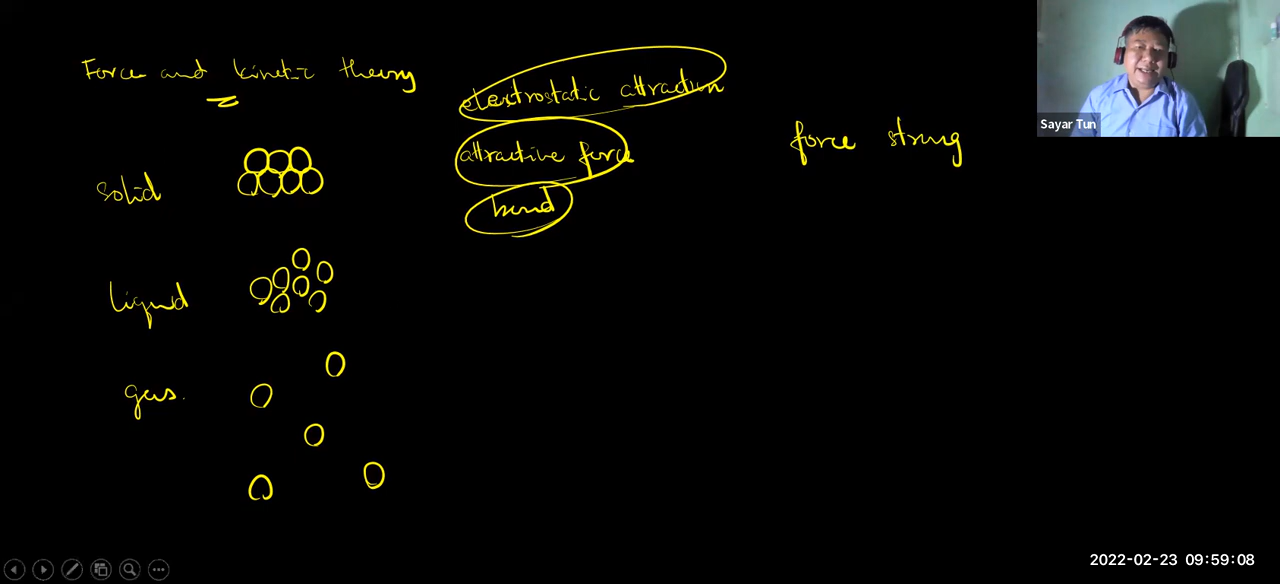 Force and kinetic theory
electrostatic attraction
attractive force
bond
force strong
solid
liquid
gas.
Sayar Tun
2022-02-23 09:59:08